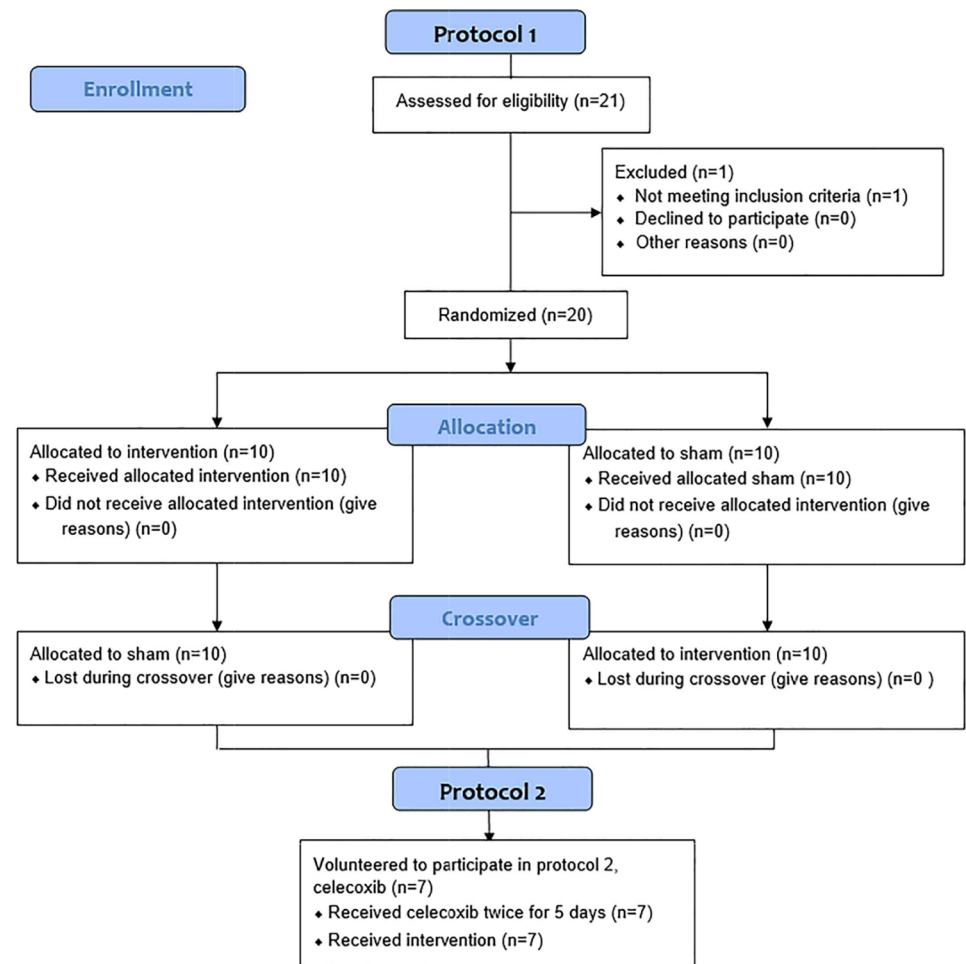 Protocol 1
Enrollment
Assessed for eligibility (n=21)
Excluded (n=1)
⬥ Not meeting inclusion criteria (n=1)
⬥ Declined to participate (n=0)
⬥ Other reasons (n=0)
Randomized (n=20)
Allocation
Allocated to intervention (n=10)
⬥ Received allocated intervention (n=10)
⬥ Did not receive allocated intervention (give
reasons) (n=0)
Allocated to sham (n=10)
⬥ Received allocated sham (n=10)
⬥ Did not receive allocated intervention (give
reasons) (n=0)
Crossover
Allocated to sham (n=10)
⬥ Lost during crossover (give reasons) (n=0)
Allocated to intervention (n=10)
⬥ Lost during crossover (give reasons) (n=0 )
Protocol 2
Volunteered to participate in protocol 2,
celecoxib (n=7)
⬥ Received celecoxib twice for 5 days (n=7)
⬥ Received intervention (n=7)